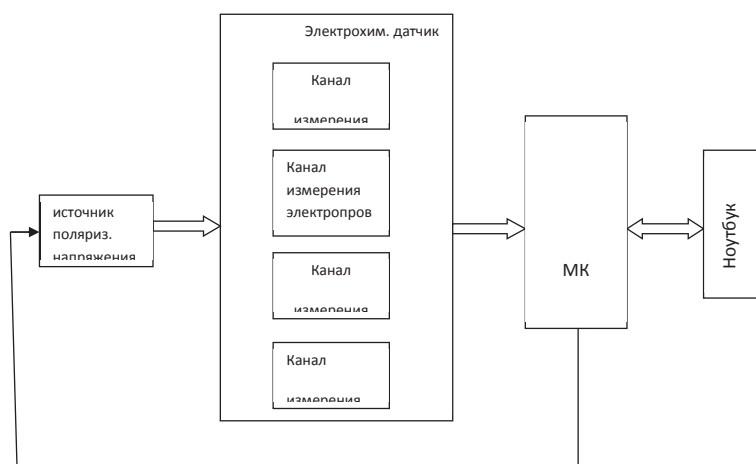 Электрохим. датчик
Канал
измерения
Канал
измерения
электропров
источник
поляриз.
напряжения
Канал
измерения
Канал
измерения
МК
Ноутбук